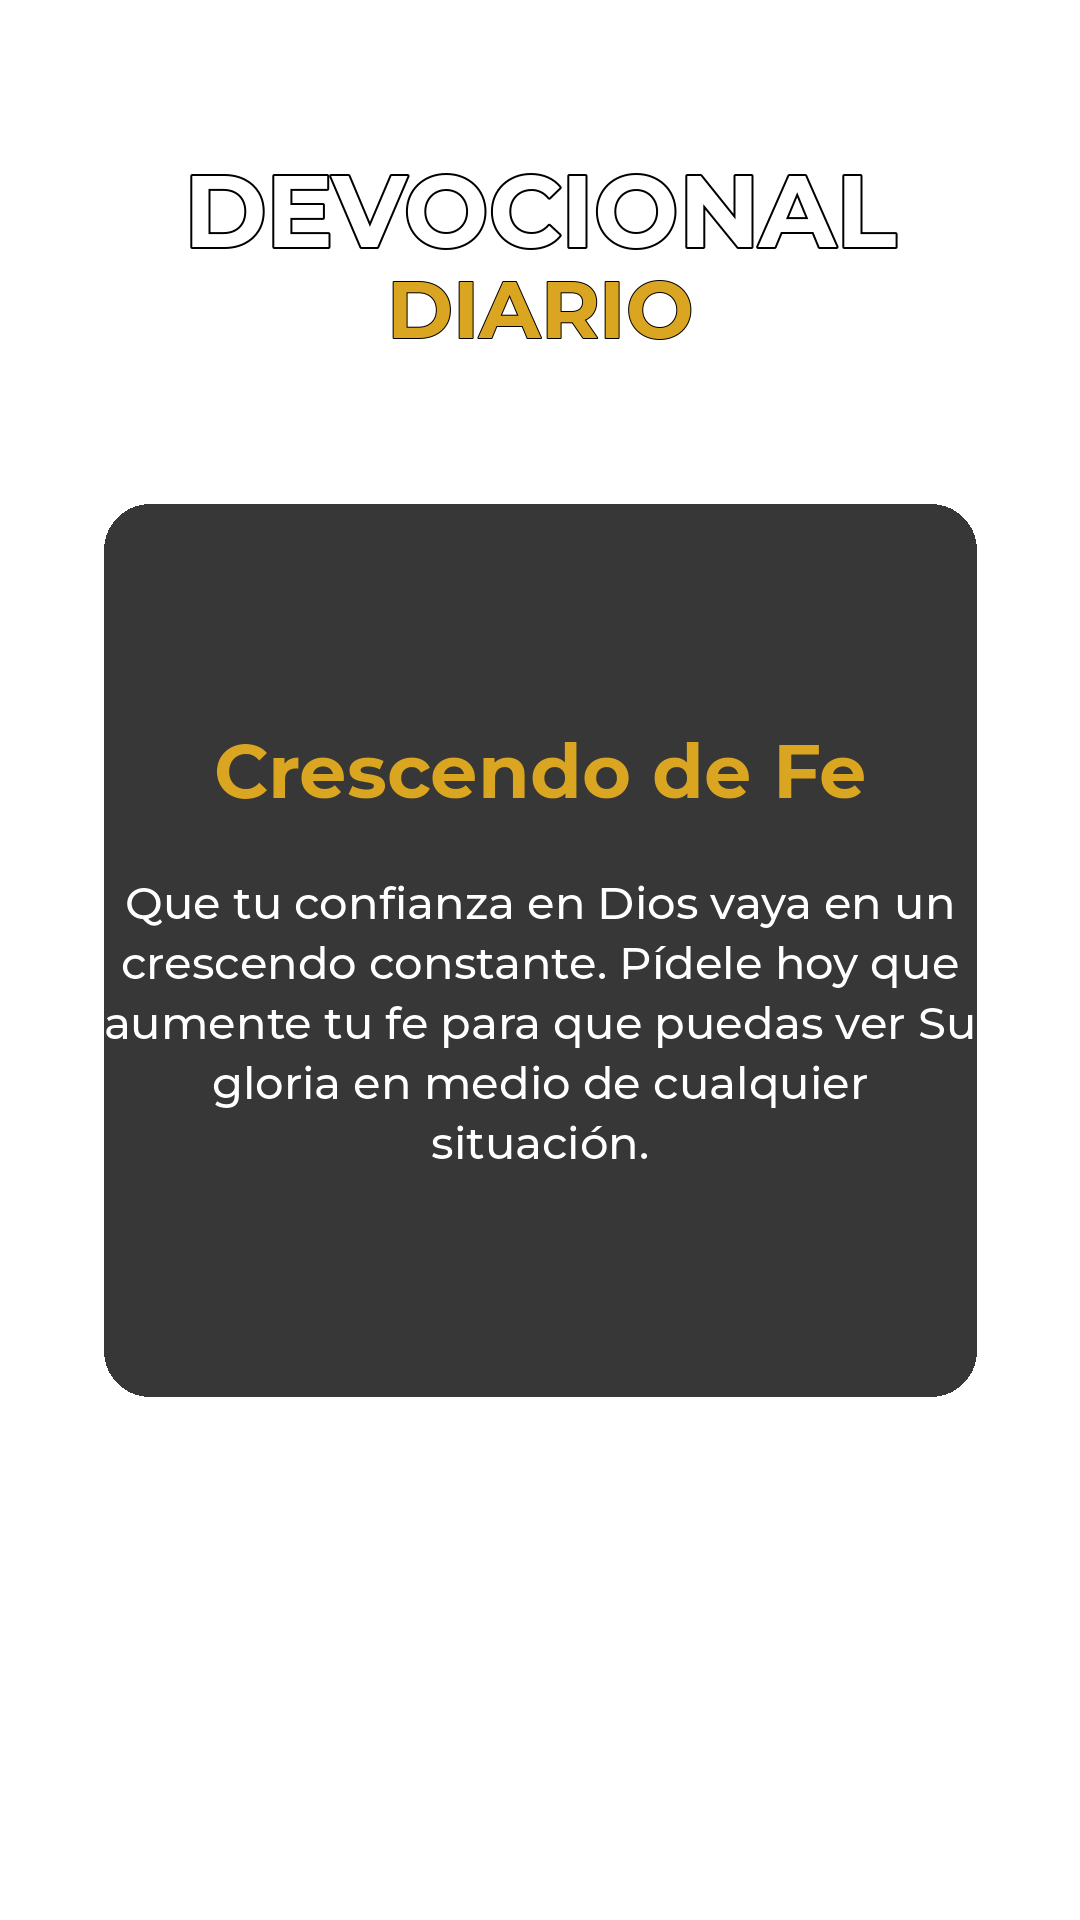 DEVOCIONAL
DIARIO
Crescendo de Fe
Que tu confianza en Dios vaya en un
crescendo constante. Pídele hoy que
aumente tu fe para que puedas ver Su
gloria en medio de cualquier
situación.